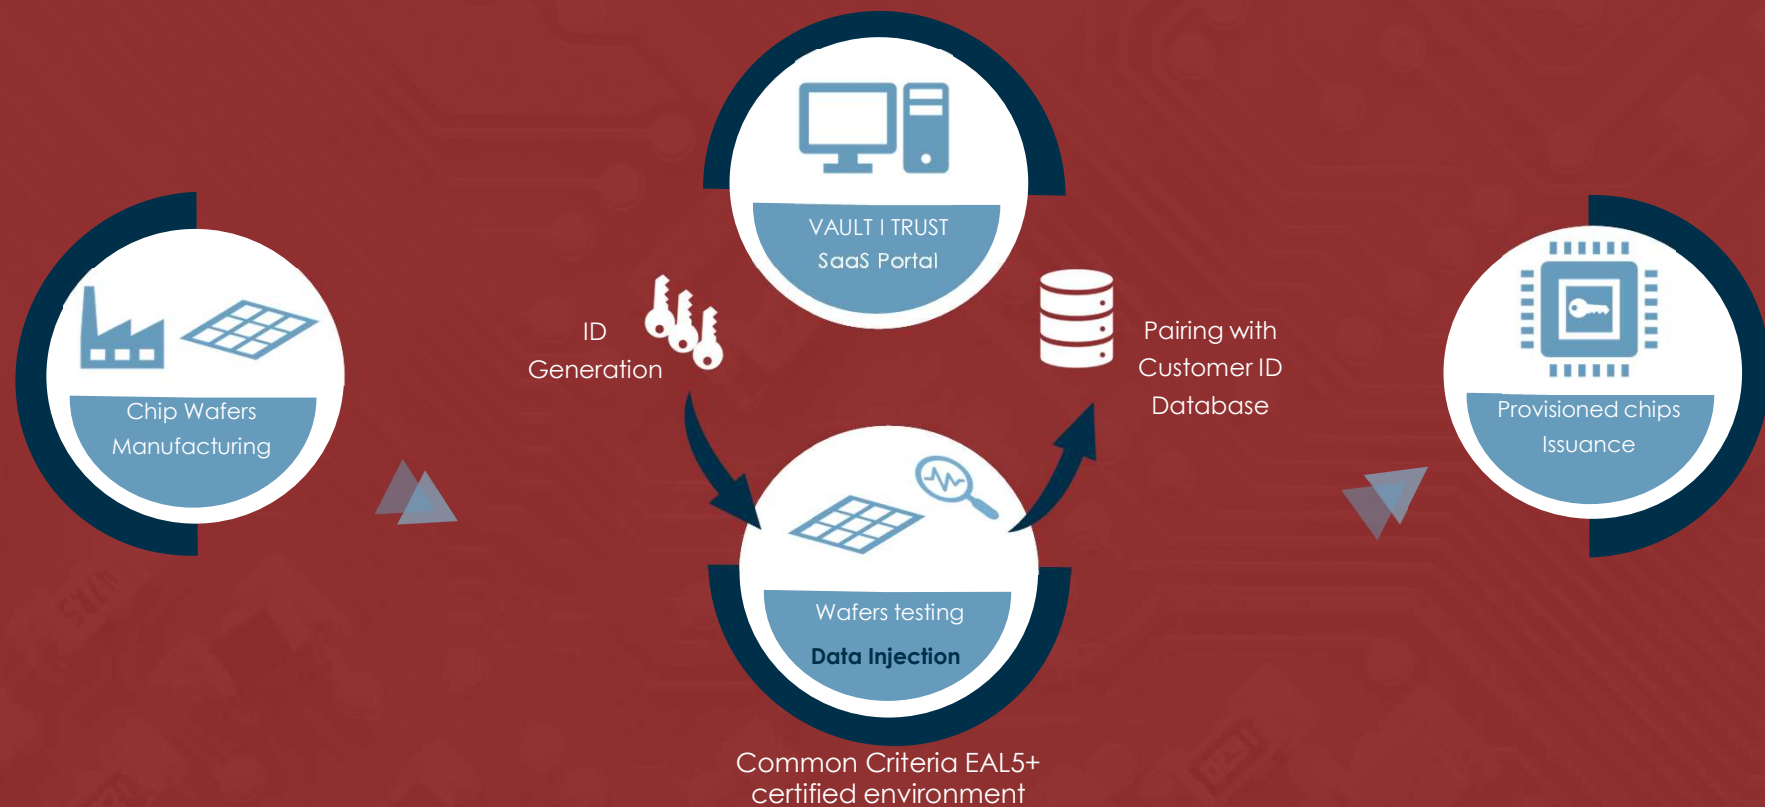 VAULT I TRUST
SaaS Portal
ID
Generation
Pairing with
Customer ID
Database
Chip Wafers
Manufacturing
Provisioned chips
Issuance
Wafers testing
Data Injection
Common Criteria EAL5+
certified environment